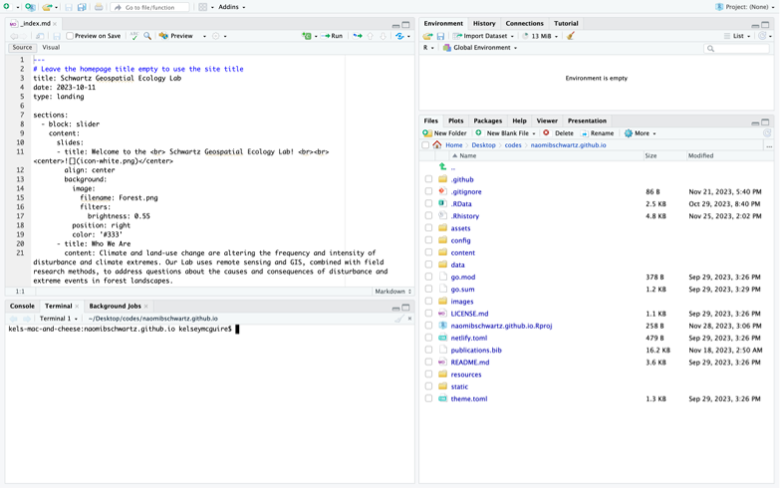 Go to file/function
Addins
Project: (None)
_index.md
Preview on Save
Preview
Run
Source
Visual
1 ---
2 # Leave the homepage title empty to use the site title
3 title: Schwartz Geospatial Ecology Lab
4 date: 2023-10-11
5 type: landing
6
7 sections:
8 - block: slider
9 content:
10 slides:
11 - title: Welcome to the <br> Schwartz Geospatial Ecology Lab! <br><br>
<center>![](icon-white.png)</center>
12 align: center
13 background:
14 image:
15 filename: Forest.png
16 filters:
17 brightness: 0.55
18 position: right
19 color: '#333'
20 - title: Who We Are
21 content: Climate and land-use change are altering the frequency and intensity of
disturbance and climate extremes. Our Lab uses remote sensing and GIS, combined with field
research methods, to address questions about the causes and consequences of disturbance and
extreme events in forest landscapes.
1:1
Markdown
Console
Terminal
Background Jobs
Terminal 1
~/Desktop/codes/naomibschwartz.github.io
kels-mac-and-cheese:naomibschwartz.github.io kelseymcguire$
Environment
History
Connections
Tutorial
Import Dataset
13 MiB
List
R
Global Environment
Environment is empty
Files
Plots
Packages
Help
Viewer
Presentation
New Folder
New Blank File
Delete
Rename
More
Home
Desktop
codes
naomibschwartz.github.io
Name
Size
Modified
..
.github
.gitignore 86 B Nov 21, 2023, 5:40 PM
.RData 2.5 KB Oct 29, 2023, 8:40 PM
.Rhistory 4.8 KB Nov 25, 2023, 2:02 PM
assets
config
content
data
go.mod 378 B Sep 29, 2023, 3:26 PM
go.sum 1.2 KB Sep 29, 2023, 3:29 PM
images
LICENSE.md 1.1 KB Sep 29, 2023, 3:26 PM
naomibschwartz.github.io.Rproj 258 B Nov 28, 2023, 3:06 PM
netlify.toml 479 B Sep 29, 2023, 3:26 PM
publications.bib 16.2 KB Nov 18, 2023, 2:50 AM
README.md 3.6 KB Sep 29, 2023, 3:26 PM
resources
static
theme.toml 1.3 KB Sep 29, 2023, 3:26 PM